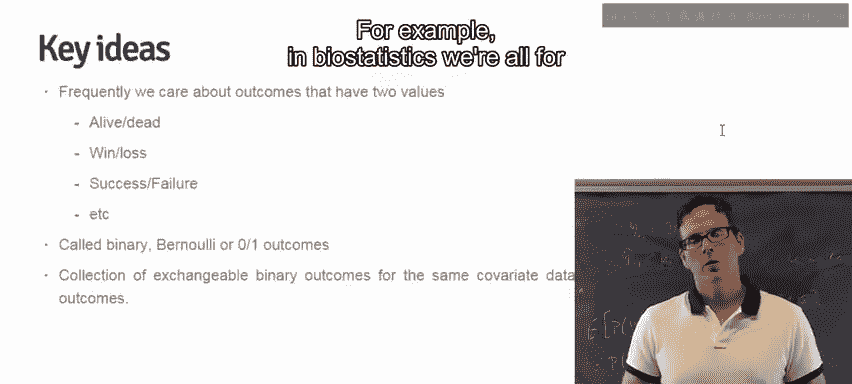 For example,
in biostatistics we're all for
Key ideas
· Frequently we care about outcomes that have two values
- Alive/dead
- Win/loss
- Success/Failure
- etc
· Called binary, Bernoulli or 0/1 outcomes
· Collection of exchangeable binary outcomes for the same covariate data
outcomes.